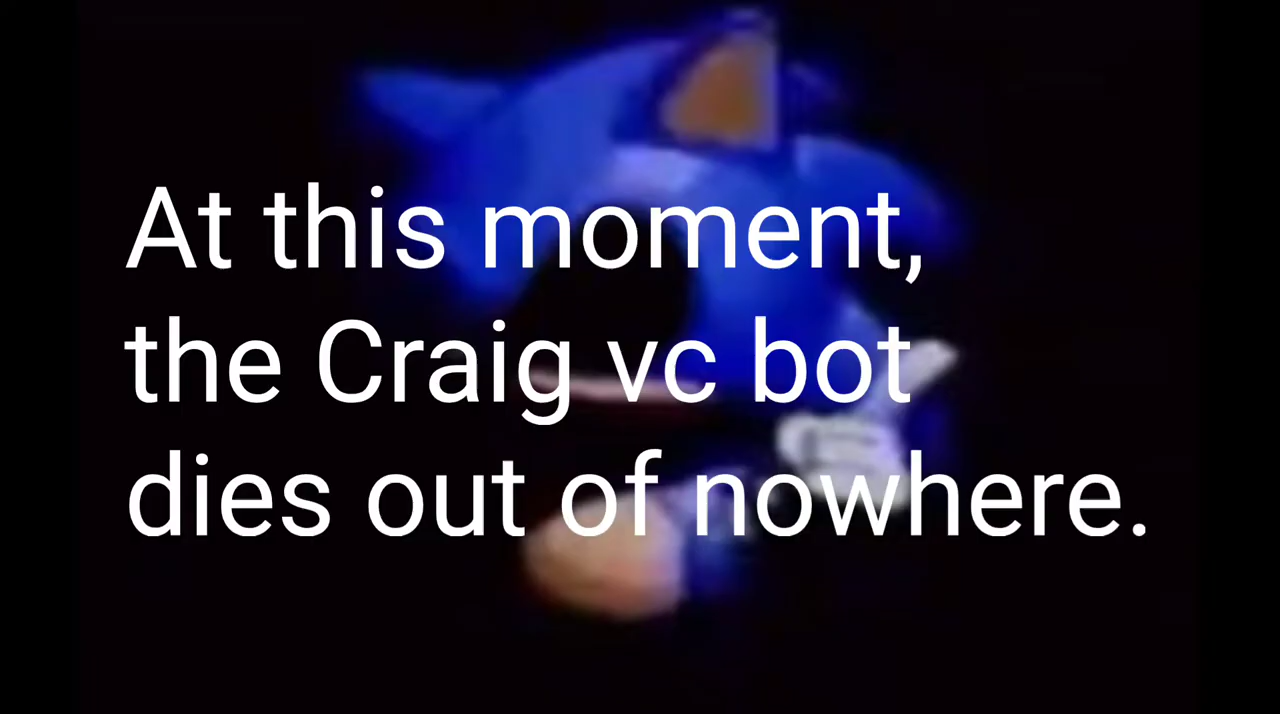 At this moment,
the Craig vc bot
dies out of nowhere.